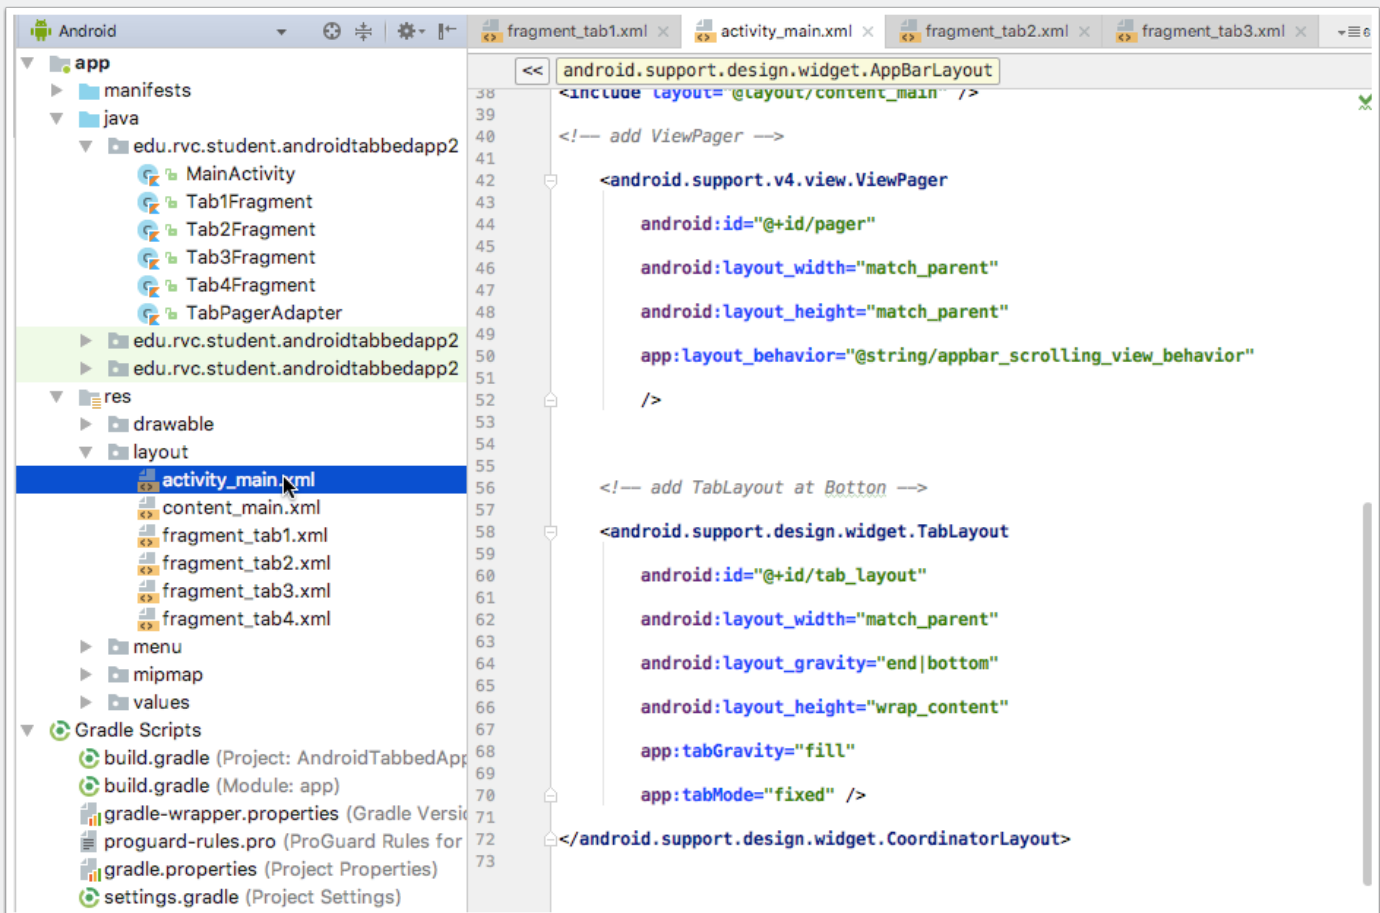 Android
app
manifests
java
edu.rvc.student.androidtabbedapp2
MainActivity
Tab1Fragment
Tab2Fragment
Tab3Fragment
Tab4Fragment
TabPagerAdapter
edu.rvc.student.androidtabbedapp2
edu.rvc.student.androidtabbedapp2
res
drawable
layout
activity_main.xml
content_main.xml
fragment_tab1.xml
fragment_tab2.xml
fragment_tab3.xml
fragment_tab4.xml
menu
mipmap
values
Gradle Scripts
build.gradle (Project: AndroidTabbedApp
build.gradle (Module: app)
gradle-wrapper.properties (Gradle Versi
proguard-rules.pro (ProGuard Rules for
gradle.properties (Project Properties)
settings.gradle (Project Settings)
fragment_tab1.xml activity_main.xml fragment_tab2.xml fragment_tab3.xml
<< android.support.design.widget.AppBarLayout
38 <include layout="@layout/content_main" />
39
40 <!-- add ViewPager -->
41
42 <android.support.v4.view.ViewPager
43
44 android:id="@+id/pager"
45
46 android:layout_width="match_parent"
47
48 android:layout_height="match_parent"
49
50 app:layout_behavior="@string/appbar_scrolling_view_behavior"
51
52 />
53
54
55
56 <!-- add TabLayout at Botton -->
57
58 <android.support.design.widget.TabLayout
59
60 android:id="@+id/tab_layout"
61
62 android:layout_width="match_parent"
63
64 android:layout_gravity="end|bottom"
65
66 android:layout_height="wrap_content"
67
68 app:tabGravity="fill"
69
70 app:tabMode="fixed" />
71
72 </android.support.design.widget.CoordinatorLayout>
73